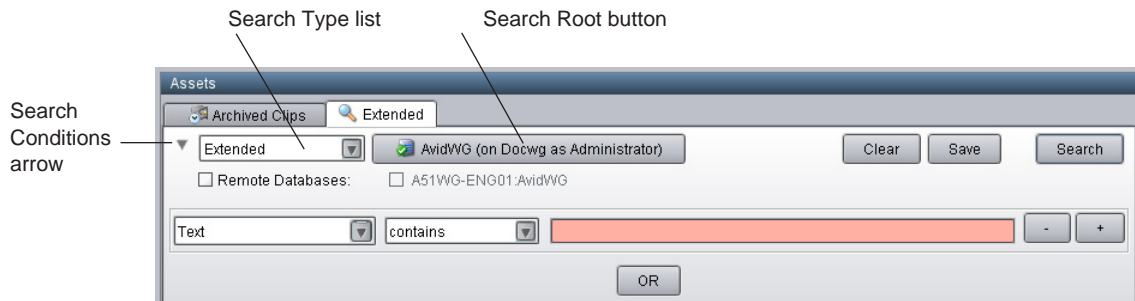 Search Type list
Search Root button
Search
Conditions
arrow
Assets
Archived Clips
Extended
Extended
AvidWG (on Docwg as Administrator)
Clear
Save
Search
Remote Databases:
A51WG-ENG01:AvidWG
Text
contains
-
+
OR